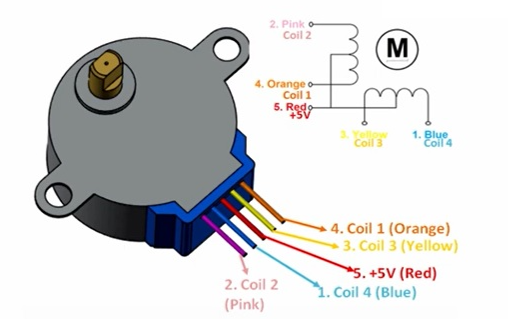 2. Pink
Coil 2
M
4. Orange
Coil 1
5. Red
+5V
3. Yellow
Coil 3
1. Blue
Coil 4
4. Coil 1 (Orange)
3. Coil 3 (Yellow)
5. +5V (Red)
2. Coil 2
(Pink)
1. Coil 4 (Blue)